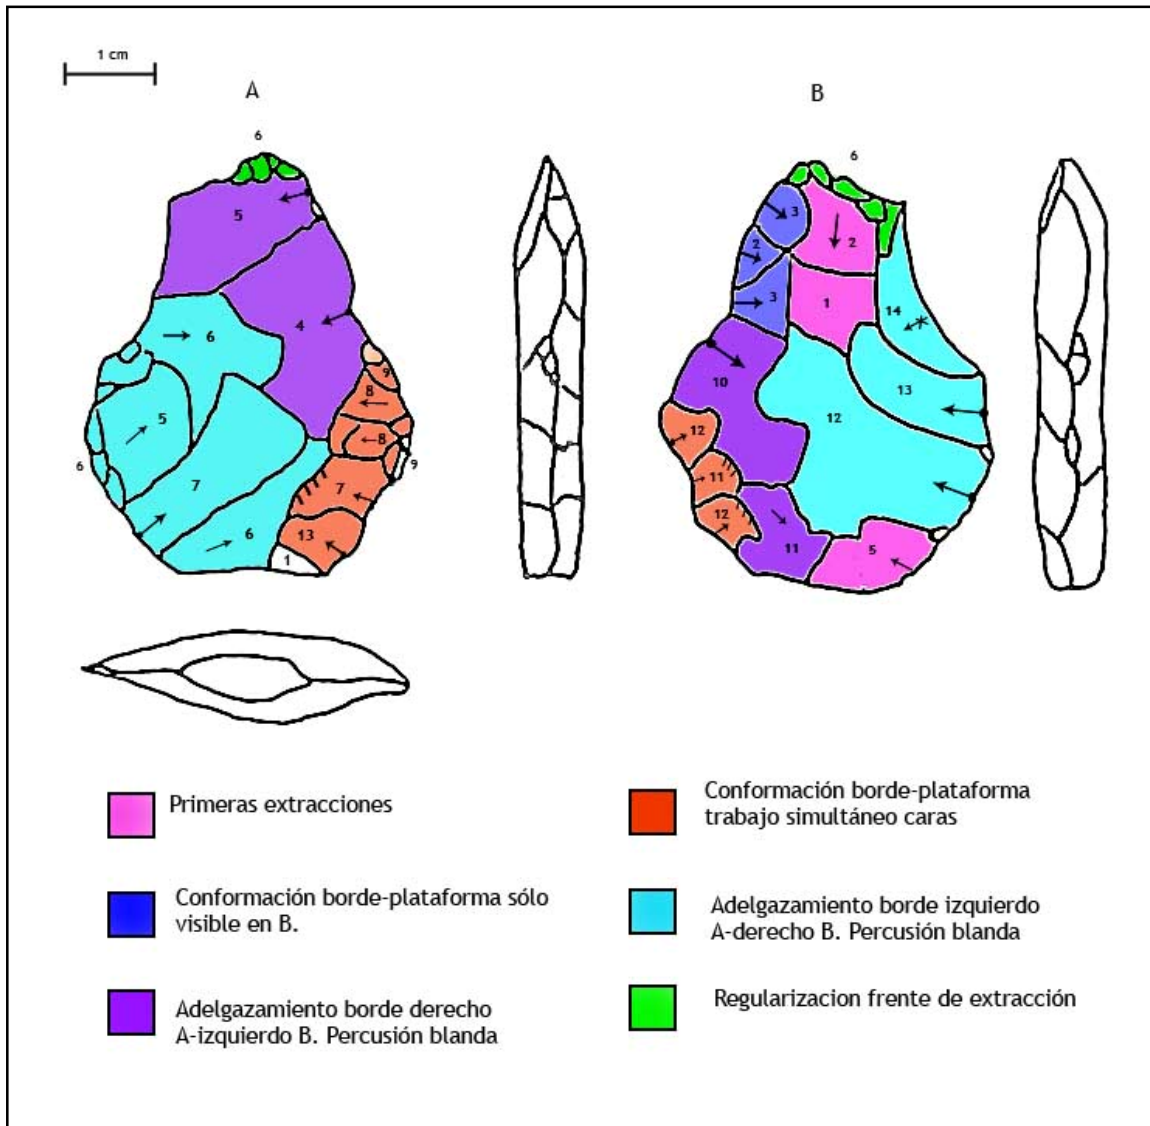 1 cm
A
B
6
6
5
4
6
5
6
7
6
9
8
8
9
7
13
1
3
2
2
3
1
14
10
12
13
12
11
12
11
5
Primeras extracciones
Conformación borde-plataforma
trabajo simultáneo caras
Conformación borde-plataforma sólo
visible en B.
Adelgazamiento borde izquierdo
A-derecho B. Percusión blanda
Adelgazamiento borde derecho
A-izquierdo B. Percusión blanda
Regularizacion frente de extracción